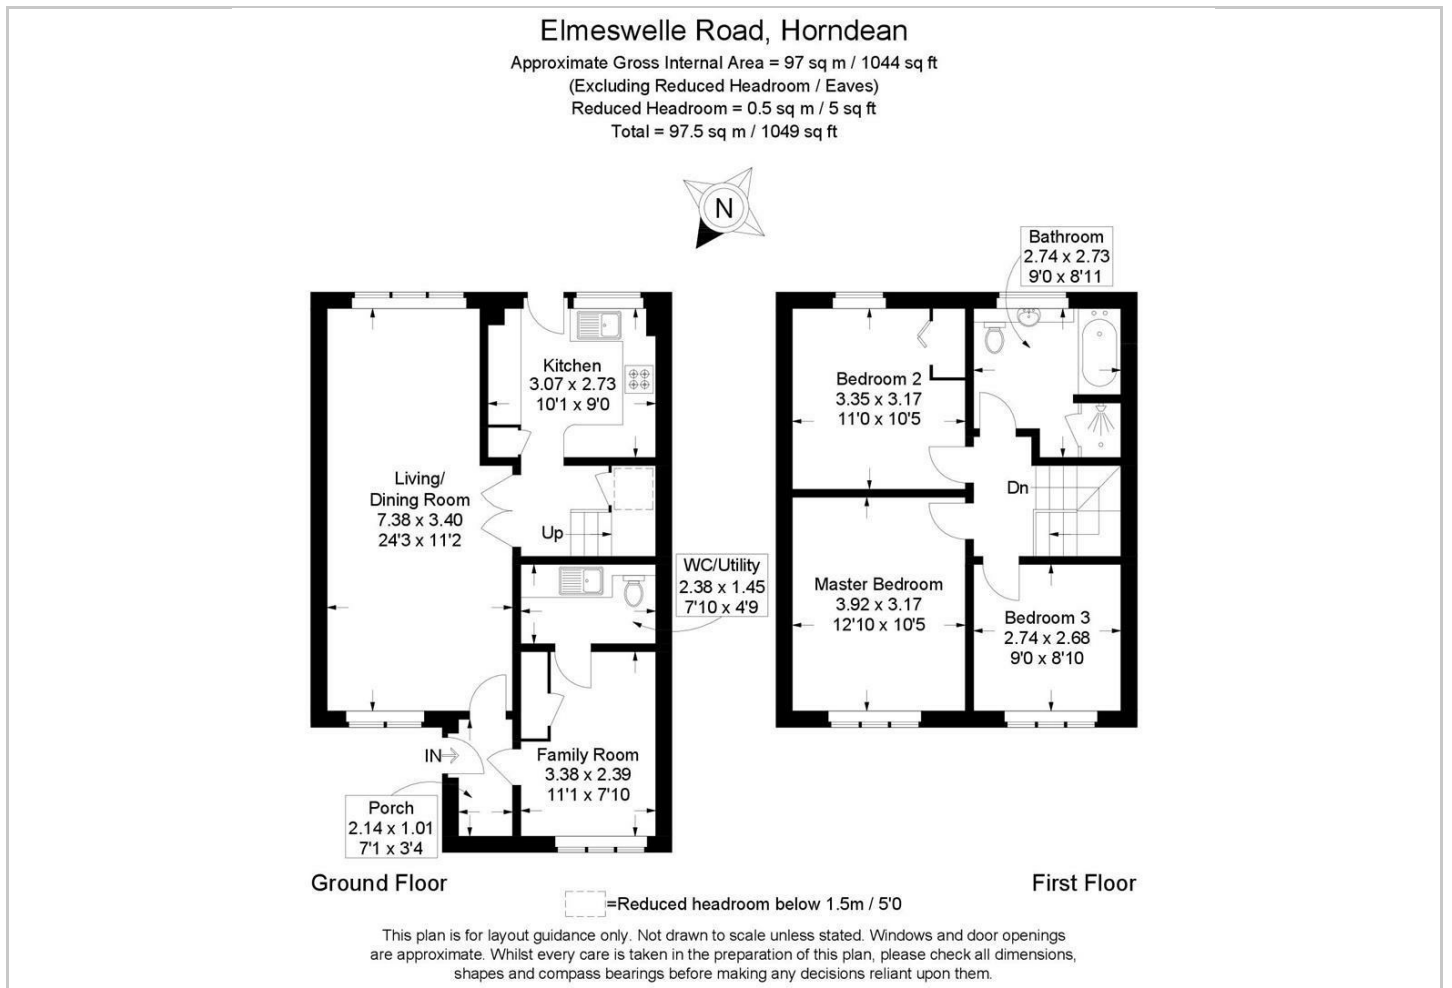 Elmeswelle Road, Horndean
Approximate Gross Internal Area = 97 sq m / 1044 sq ft
(Excluding Reduced Headroom / Eaves)
Reduced Headroom = 0.5 sq m / 5 sq ft
Total = 97.5 sq m / 1049 sq ft
N
Kitchen
3.07 x 2.73
10'1 x 9'0
Living/
Dining Room
7.38 x 3.40
24'3 x 11'2
Up
WC/Utility
2.38 x 1.45
7'10 x 4'9
IN
Family Room
3.38 x 2.39
11'1 x 7'10
Porch
2.14 x 1.01
7'1 x 3'4
Ground Floor
Bathroom
2.74 x 2.73
9'0 x 8'11
Bedroom 2
3.35 x 3.17
11'0 x 10'5
Dn
Master Bedroom
3.92 x 3.17
12'10 x 10'5
Bedroom 3
2.74 x 2.68
9'0 x 8'10
First Floor
=Reduced headroom below 1.5m / 5'0
This plan is for layout guidance only. Not drawn to scale unless stated. Windows and door openings
are approximate. Whilst every care is taken in the preparation of this plan, please check all dimensions,
shapes and compass bearings before making any decisions reliant upon them.